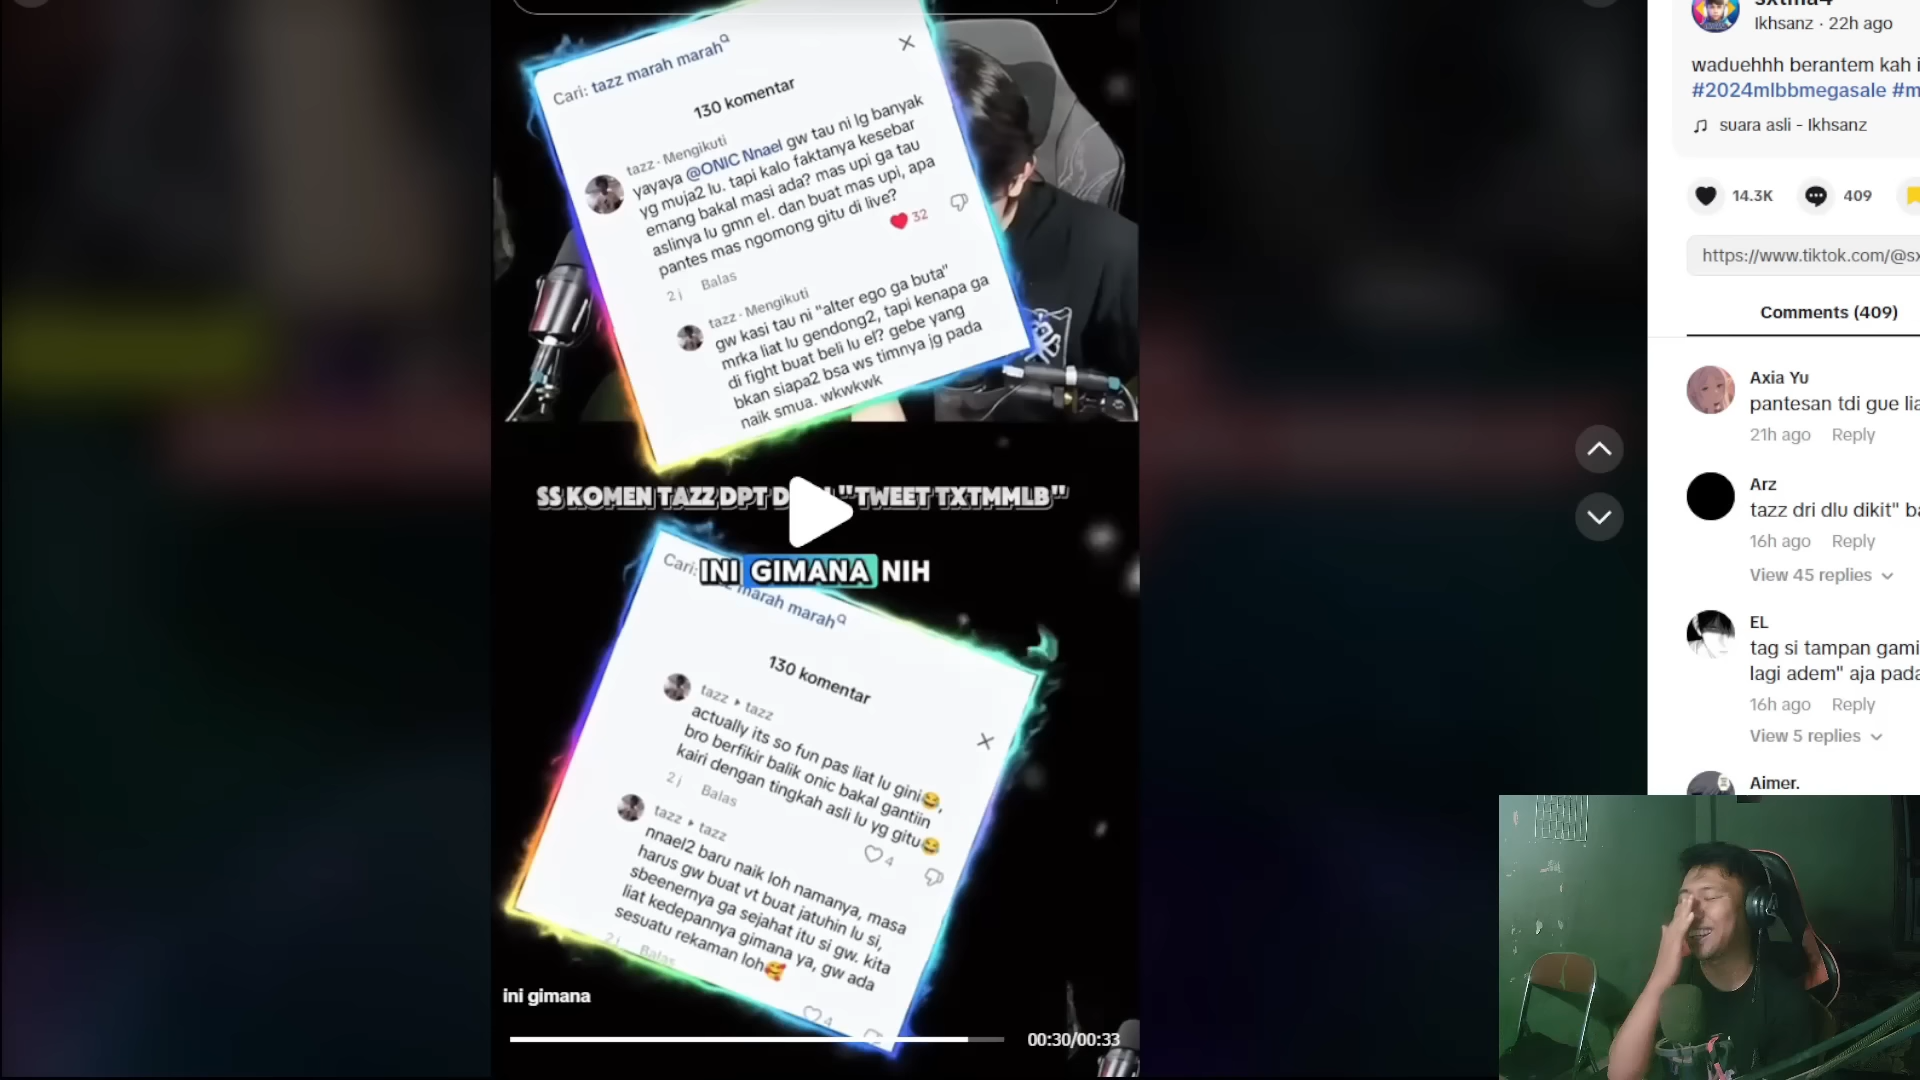 Cari: tazz marah marah
130 komentar
tazz · Mengikuti
yayaya @ONIC Nnael gw tau ni lg banyak
yg muja2 lu. tapi kalo faktanya kesebar
emang bakal masi ada? mas upi ga tau
aslinya lu gmn el. dan buat mas upi, apa
pantes mas ngomong gitu di live?
32
2 j Balas
tazz · Mengikuti
gw kasi tau ni "alter ego ga buta"
mrka liat lu gendong2, tapi kenapa ga
di fight buat beli lu el? gebe yang
bkan siapa2 bsa ws timnya jg pada
naik smua. wkwkwk
SS KOMEN TAZZ DPT D "TWEET TXTMMLB"
INI GIMANA NIH
Cari: marah marah
130 komentar
tazz ▸ tazz
actually its so fun pas liat lu gini😂,
bro berfikir balik onic bakal gantiin
kairi dengan tingkah asli lu yg gitu😂
2 j Balas
4
tazz ▸ tazz
nnael2 baru naik loh namanya, masa
harus gw buat vt buat jatuhin lu si,
sbeenernya ga sejahat itu si gw. kita
liat kedepannya gimana ya, gw ada
sesuatu rekaman loh🥰
2 j Balas
4
ini gimana
00:30/00:33
sxtma4
Ikhsanz · 22h ago
waduehhh berantem kah i
#2024mlbbmegasale #m
suara asli - Ikhsanz
14.3K
409
https://www.tiktok.com/@sx
Comments (409)
Axia Yu
pantesan tdi gue lia
21h ago Reply
Arz
tazz dri dlu dikit" ba
16h ago Reply
View 45 replies
EL
tag si tampan gami
lagi adem" aja pada
16h ago Reply
View 5 replies
Aimer.